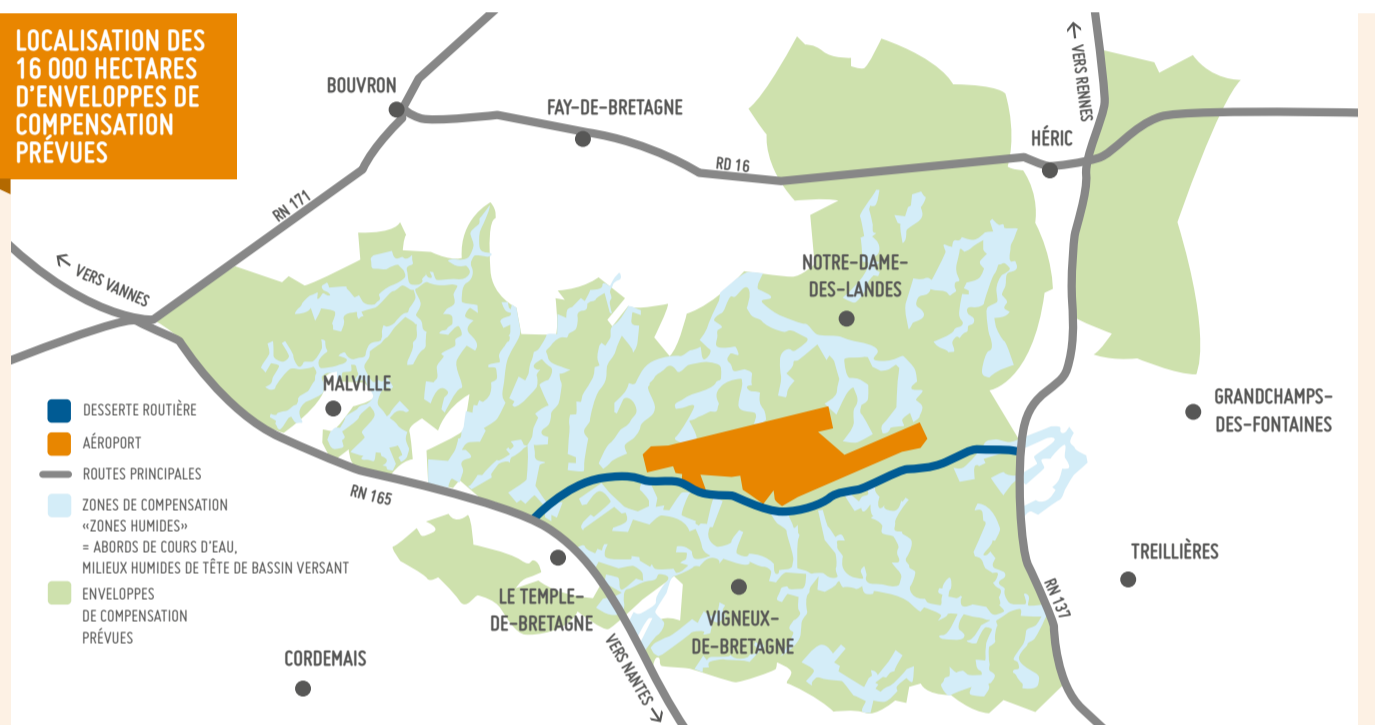 LOCALISATION DES
16 000 HECTARES
D'ENVELOPPES DE
COMPENSATION
PRÉVUES
BOUVRON
FAY-DE-BRETAGNE
← VERS RENNES
HÉRIC
RD 16
RN 171
← VERS VANNES
NOTRE-DAME-
DES-LANDES
MALVILLE
GRANDCHAMPS-
DES-FONTAINES
DESSERTE ROUTIÈRE
AÉROPORT
ROUTES PRINCIPALES
ZONES DE COMPENSATION
«ZONES HUMIDES»
= ABORDS DE COURS D'EAU,
MILIEUX HUMIDES DE TÊTE DE BASSIN VERSANT
ENVELOPPES
DE COMPENSATION
PRÉVUES
RN 165
TREILLIÈRES
LE TEMPLE-
DE-BRETAGNE
VIGNEUX-
DE-BRETAGNE
RN 137
VERS NANTES →
CORDEMAIS